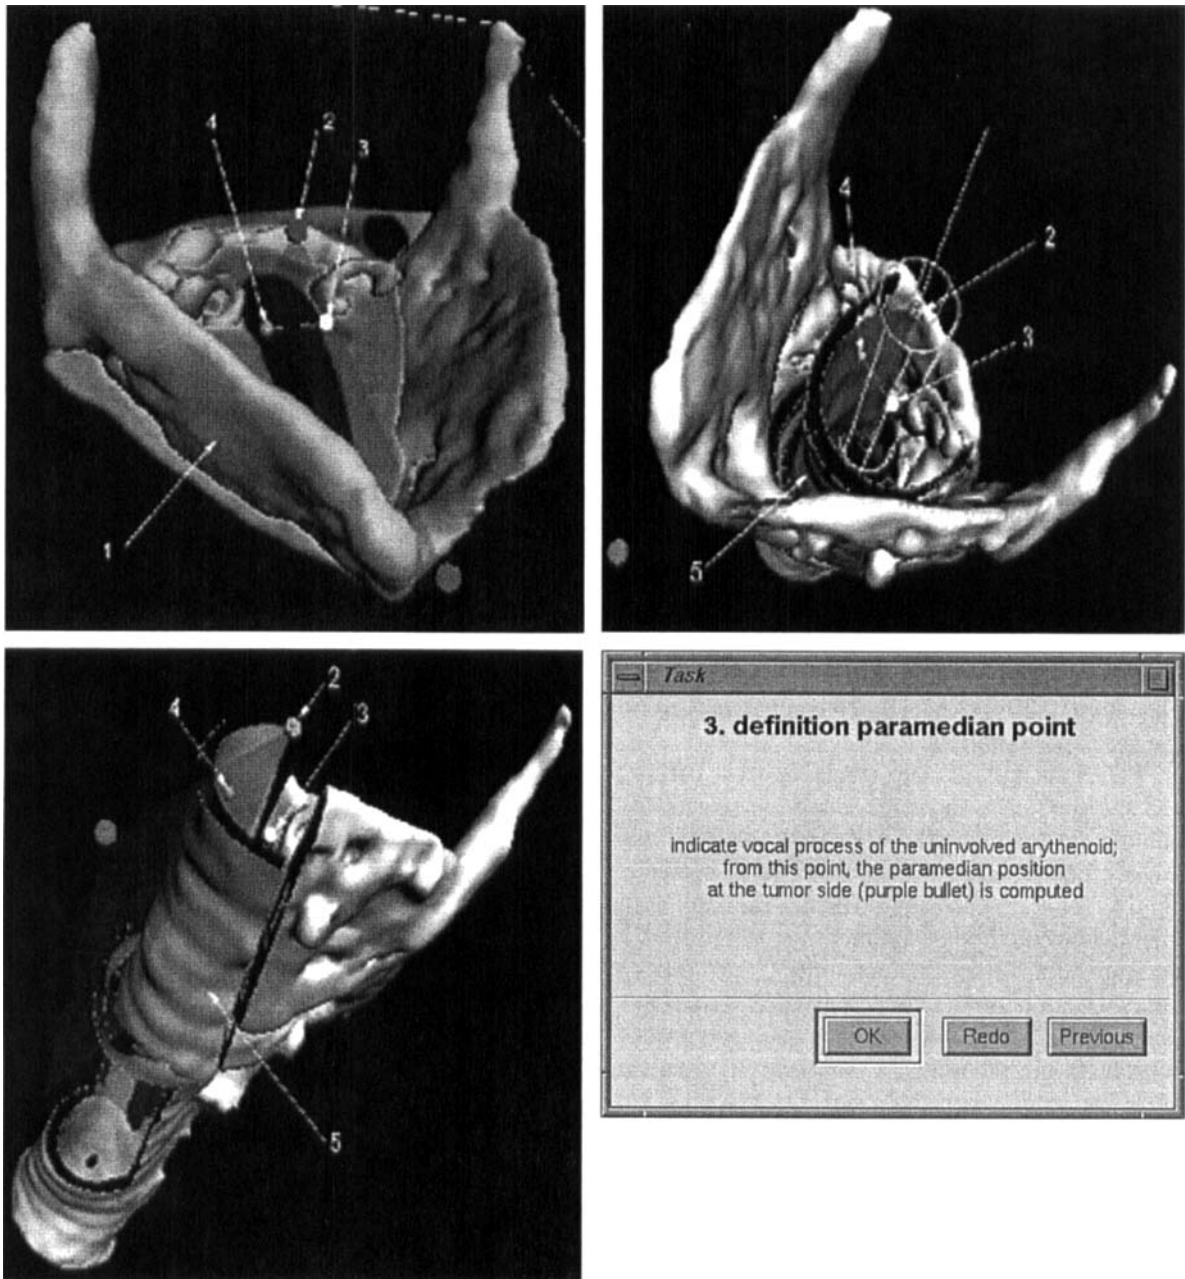 4
2
3
1
4
2
3
5
4
2
3
5
Task
3. definition paramedian point
indicate vocal process of the uninvolved arythenoid;
from this point, the paramedian position
at the tumor side (purple bullet) is computed
OK Redo Previous